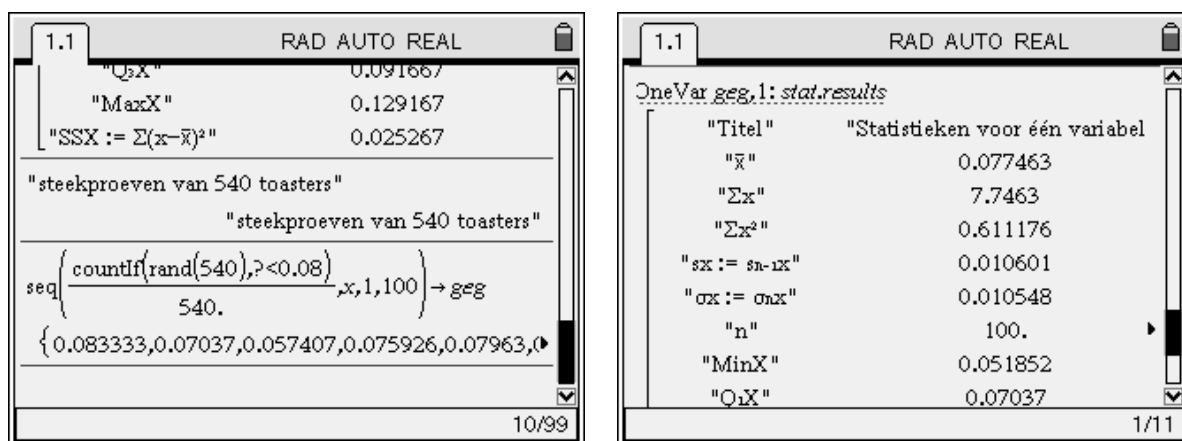 1.1 RAD AUTO REAL
"Q₃X" 0.091667
"MaxX" 0.129167
"SSX := Σ(x−x̄)²" 0.025267
"steekproeven van 540 toasters"
"steekproeven van 540 toasters"
seq(countIf(rand(540),?<0.08)/540.,x,1,100)→geg
{0.083333,0.07037,0.057407,0.075926,0.07963,
10/99
1.1 RAD AUTO REAL
OneVar geg,1: stat.results
"Titel" "Statistieken voor één variabel
"x̄" 0.077463
"Σx" 7.7463
"Σx²" 0.611176
"sx := sn-1x" 0.010601
"σx := σnx" 0.010548
"n" 100.
"MinX" 0.051852
"Q₁X" 0.07037
1/11